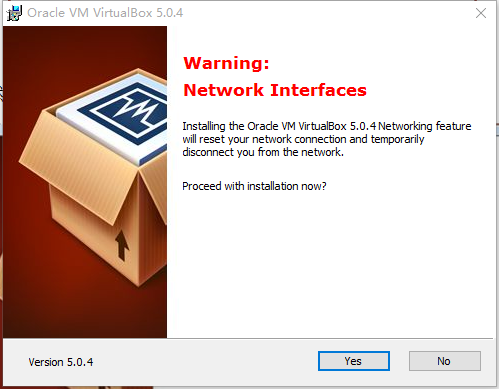 Oracle VM VirtualBox 5.0.4
Warning:
Network Interfaces
Installing the Oracle VM VirtualBox 5.0.4 Networking feature
will reset your network connection and temporarily
disconnect you from the network.
Proceed with installation now?
Version 5.0.4
Yes
No